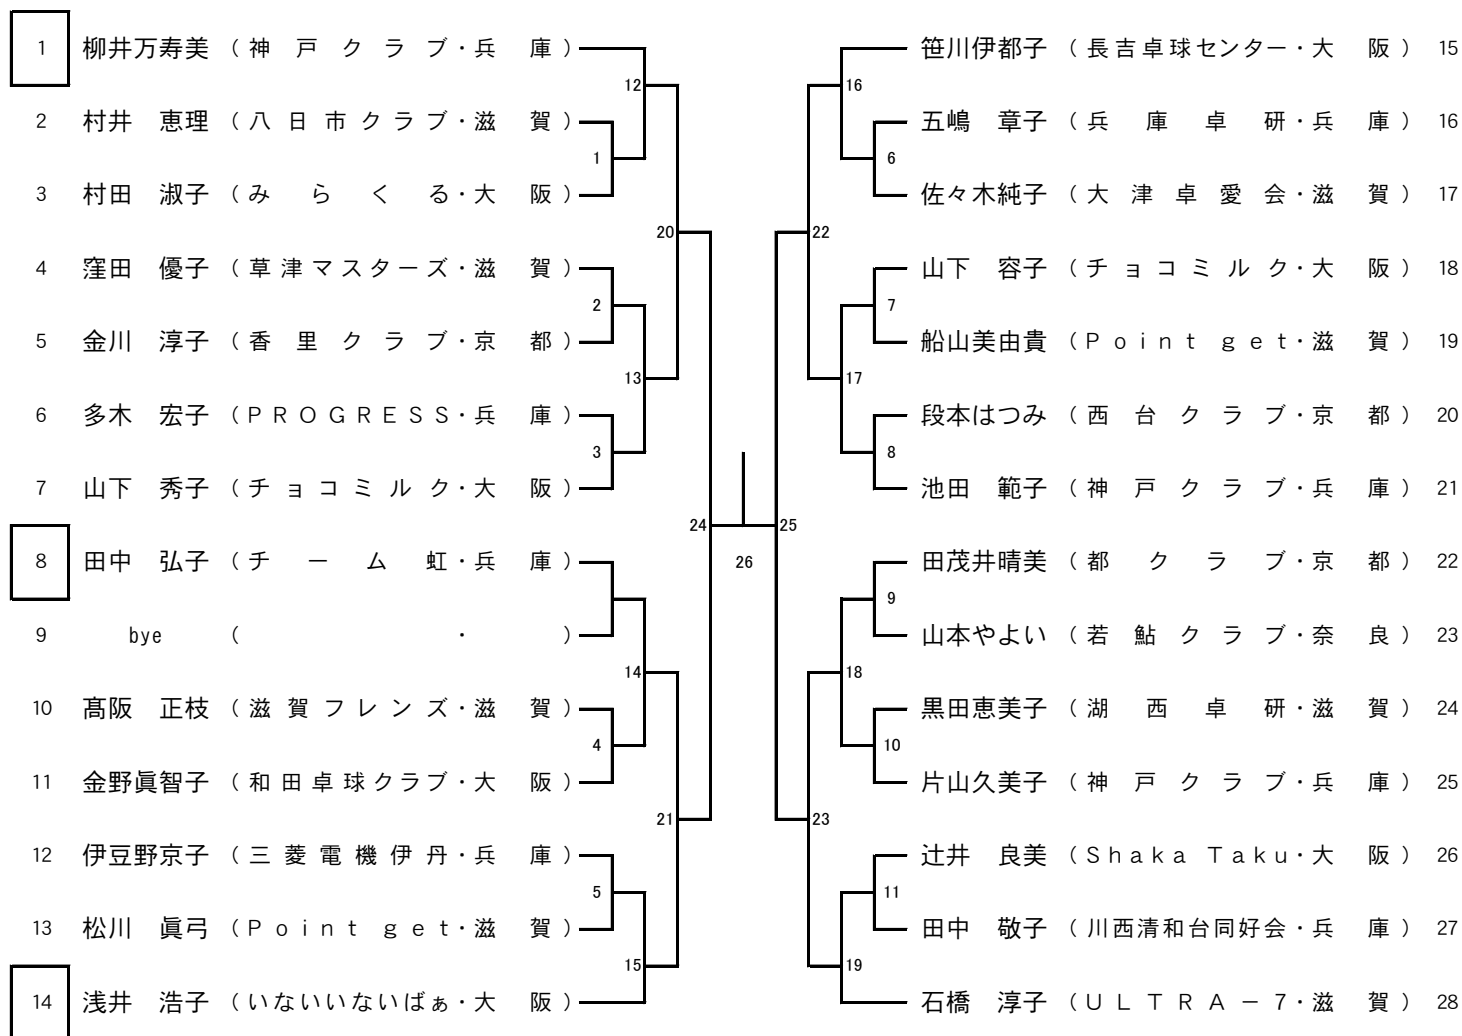 1 柳井万寿美 （神戸クラブ・兵庫）
12
2 村井 恵理 （八日市クラブ・滋賀）
1
3 村田 淑子 （みらくる・大阪）
20
4 窪田 優子 （草津マスターズ・滋賀）
2
5 金川 淳子 （香里クラブ・京都）
13
6 多木 宏子 （PROGRESS・兵庫）
3
7 山下 秀子 （チョコミルク・大阪）
24
8 田中 弘子 （チーム虹・兵庫）
9 bye （ ・ ）
14
10 髙阪 正枝 （滋賀フレンズ・滋賀）
4
11 金野眞智子 （和田卓球クラブ・大阪）
21
12 伊豆野京子 （三菱電機伊丹・兵庫）
5
13 松川 眞弓 （Point get・滋賀）
15
14 浅井 浩子 （いないいないばぁ・大阪）
26
笹川伊都子 （長吉卓球センター・大阪） 15
16
五嶋 章子 （兵庫卓研・兵庫） 16
6
佐々木純子 （大津卓愛会・滋賀） 17
22
山下 容子 （チョコミルク・大阪） 18
7
船山美由貴 （Point get・滋賀） 19
17
段本はつみ （西台クラブ・京都） 20
8
池田 範子 （神戸クラブ・兵庫） 21
25
田茂井晴美 （都クラブ・京都） 22
9
山本やよい （若鮎クラブ・奈良） 23
18
黒田恵美子 （湖西卓研・滋賀） 24
10
片山久美子 （神戸クラブ・兵庫） 25
23
辻井 良美 （Shaka Taku・大阪） 26
11
田中 敬子 （川西清和台同好会・兵庫） 27
19
石橋 淳子 （ULTRA－7・滋賀） 28